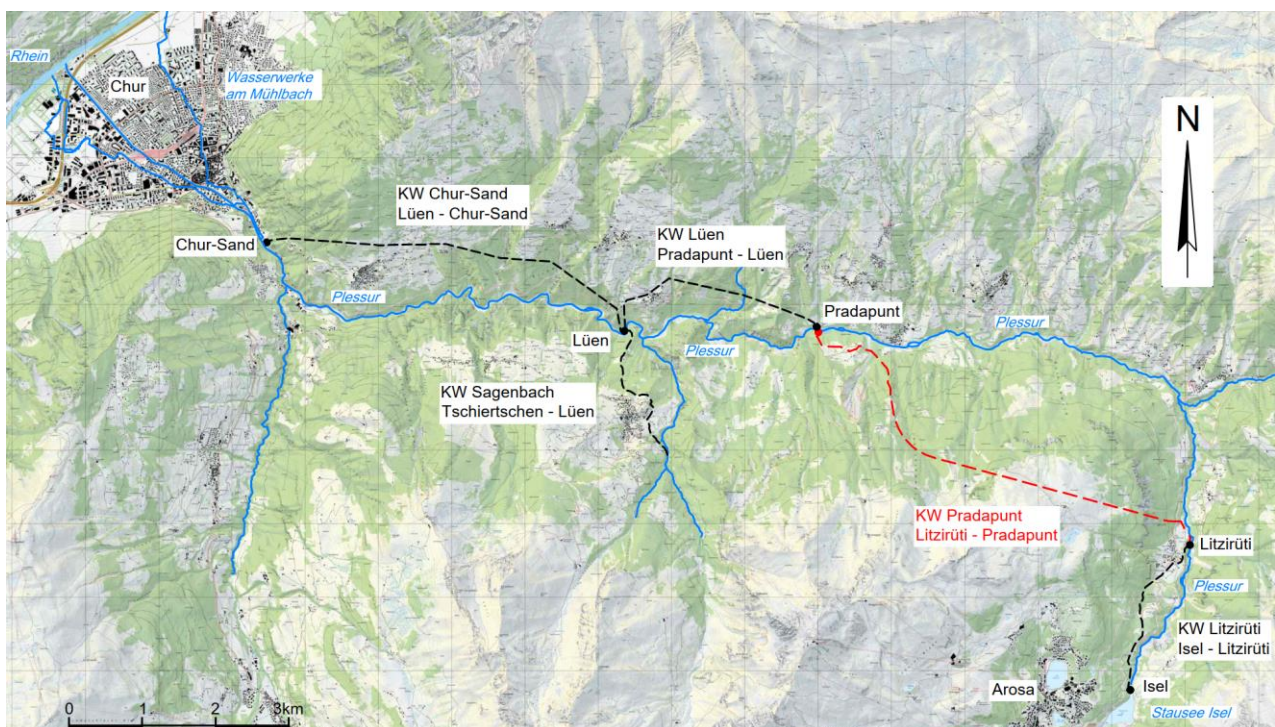 Rhein
Chur
Wasserwerke
am Mühlbach
N
KW Chur-Sand
Lüen - Chur-Sand
KW Lüen
Pradapunt - Lüen
Chur-Sand
Plessur
Pradapunt
Plessur
Lüen
Plessur
KW Sagenbach
Tschiertschen - Lüen
KW Pradapunt
Litzirüti - Pradapunt
Litzirüti
Plessur
KW Litzirüti
Isel - Litzirüti
Arosa
Isel
Stausee Isel
0 1 2 3km